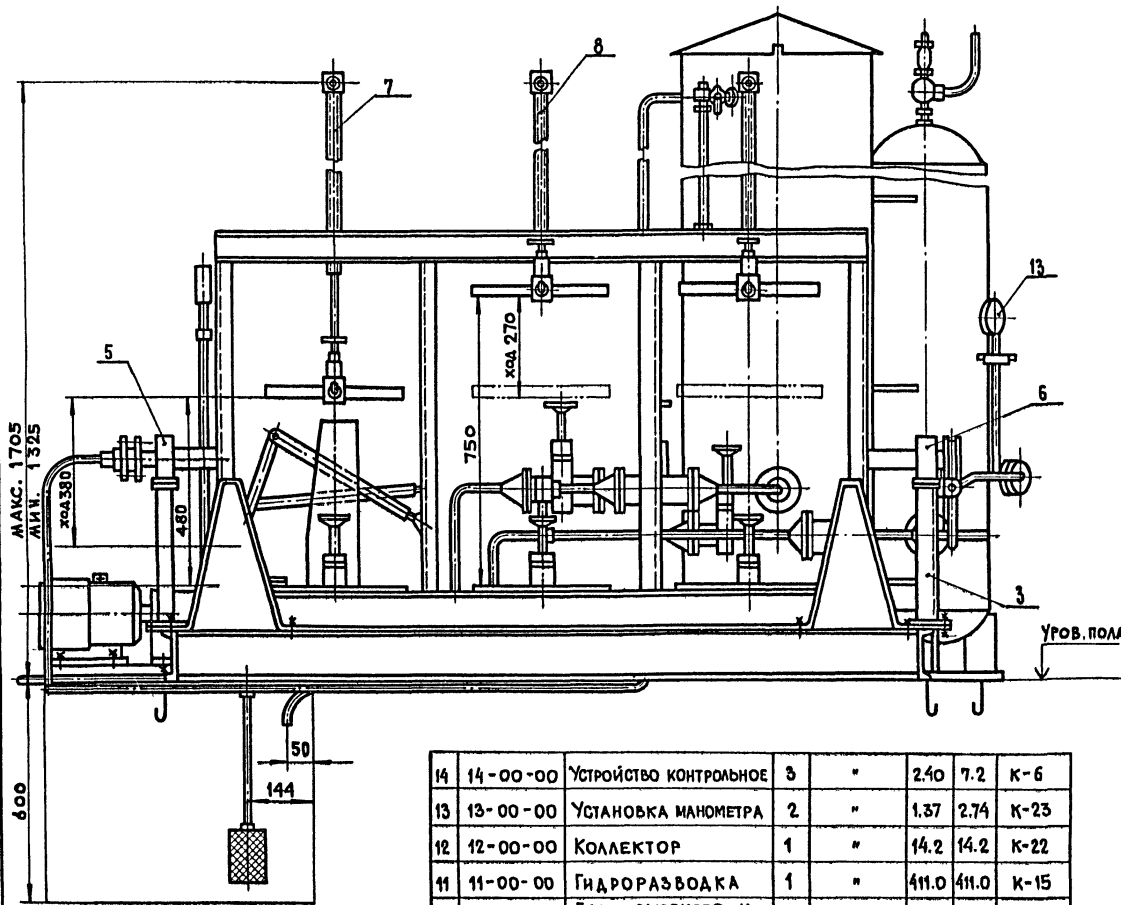 8
7
13
5
6
3
МАКС. 1705
МИН. 1325
ход 380
480
750
ход 270
УРОВ. ПОЛА
600
50
144
14 14-00-00 УСТРОЙСТВО КОНТРОЛЬНОЕ 3 " 2.40 7.2 К-6
13 13-00-00 УСТАНОВКА МАНОМЕТРА 2 " 1.37 2.74 К-23
12 12-00-00 КОЛЛЕКТОР 1 " 14.2 14.2 К-22
11 11-00-00 ГИДРОРАЗВОДКА 1 " 411.0 411.0 К-15